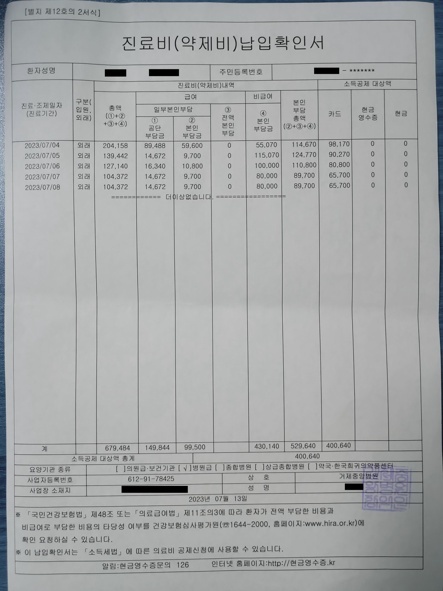 [별지 제12호의 2서식]
진료비(약제비)납입확인서
환자성명 주민등록번호 - *******
진료·조제일자 (진료기간) 구분(입원,외래) 진료비(약제비)내역 소득공제 대상액
총액 (①+②+③+④) 급여 비급여 본인부담 총액 (②+③+④) 카드 현금영수증 현금
일부본인부담 ③ 전액본인부담 ④ 본인부담금
① 공단부담금 ② 본인부담금
2023/07/04 외래 204,158 89,488 59,600 0 55,070 114,670 98,170 0 0
2023/07/05 외래 139,442 14,672 9,700 0 115,070 124,770 90,270 0 0
2023/07/06 외래 127,140 16,340 10,800 0 100,000 110,800 80,800 0 0
2023/07/07 외래 104,372 14,672 9,700 0 80,000 89,700 65,700 0 0
2023/07/08 외래 104,372 14,672 9,700 0 80,000 89,700 65,700 0 0
============ 더이상없습니다. ============
계 679,484 149,844 99,500 430,140 529,640 400,640
소득공제 대상액 총계 400,640
요양기관 종류 [ ]의원급·보건기관 [√]병원급 [ ]종합병원 [ ]상급종합병원 [ ]약국·한국희귀의약품센터
사업자등록번호 612-91-78425 상 호 거제중앙병원
사업장 소재지 성 명
2023년 07월 13일
※ 「국민건강보험법」제48조 또는 「의료급여법」제11조의3에 따라 환자가 전액 부담한 비용과
비급여로 부담한 비용의 타당성 여부를 건강보험심사평가원(☎1644-2000, 홈페이지:www.hira.or.kr)에
확인 요청하실 수 있습니다.
※ 이 납입확인서는 「소득세법」에 따른 의료비 공제신청에 사용할 수 있습니다.
알림:현금영수증문의 126 인터넷 홈페이지:http://현금영수증.kr